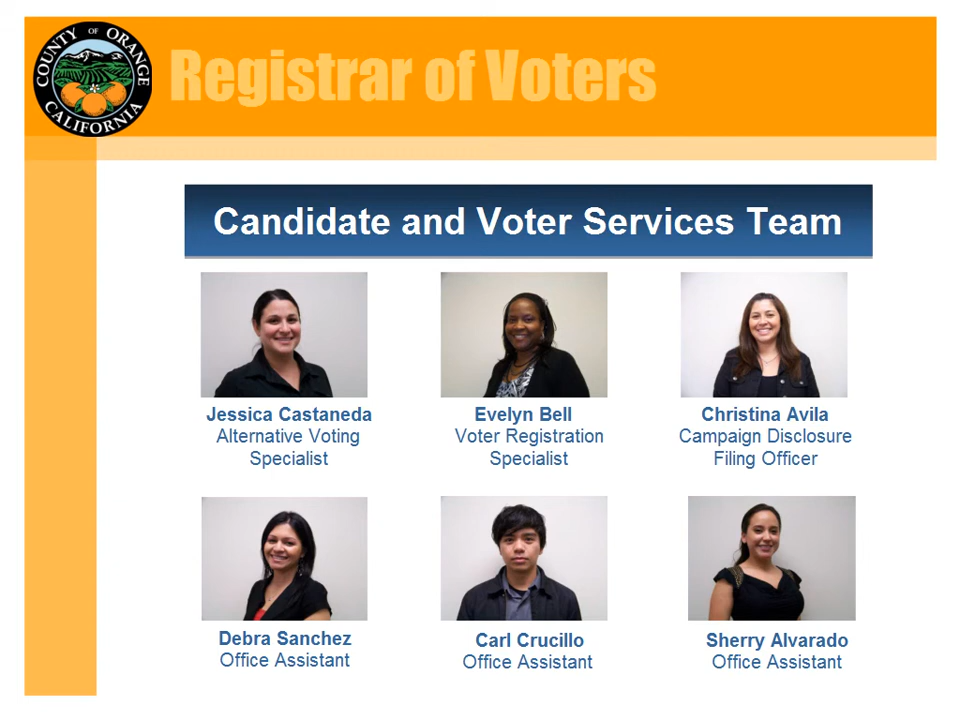 COUNTY OF ORANGE
CALIFORNIA
Registrar of Voters
Candidate and Voter Services Team
Jessica Castaneda
Alternative Voting
Specialist
Evelyn Bell
Voter Registration
Specialist
Christina Avila
Campaign Disclosure
Filing Officer
Debra Sanchez
Office Assistant
Carl Crucillo
Office Assistant
Sherry Alvarado
Office Assistant